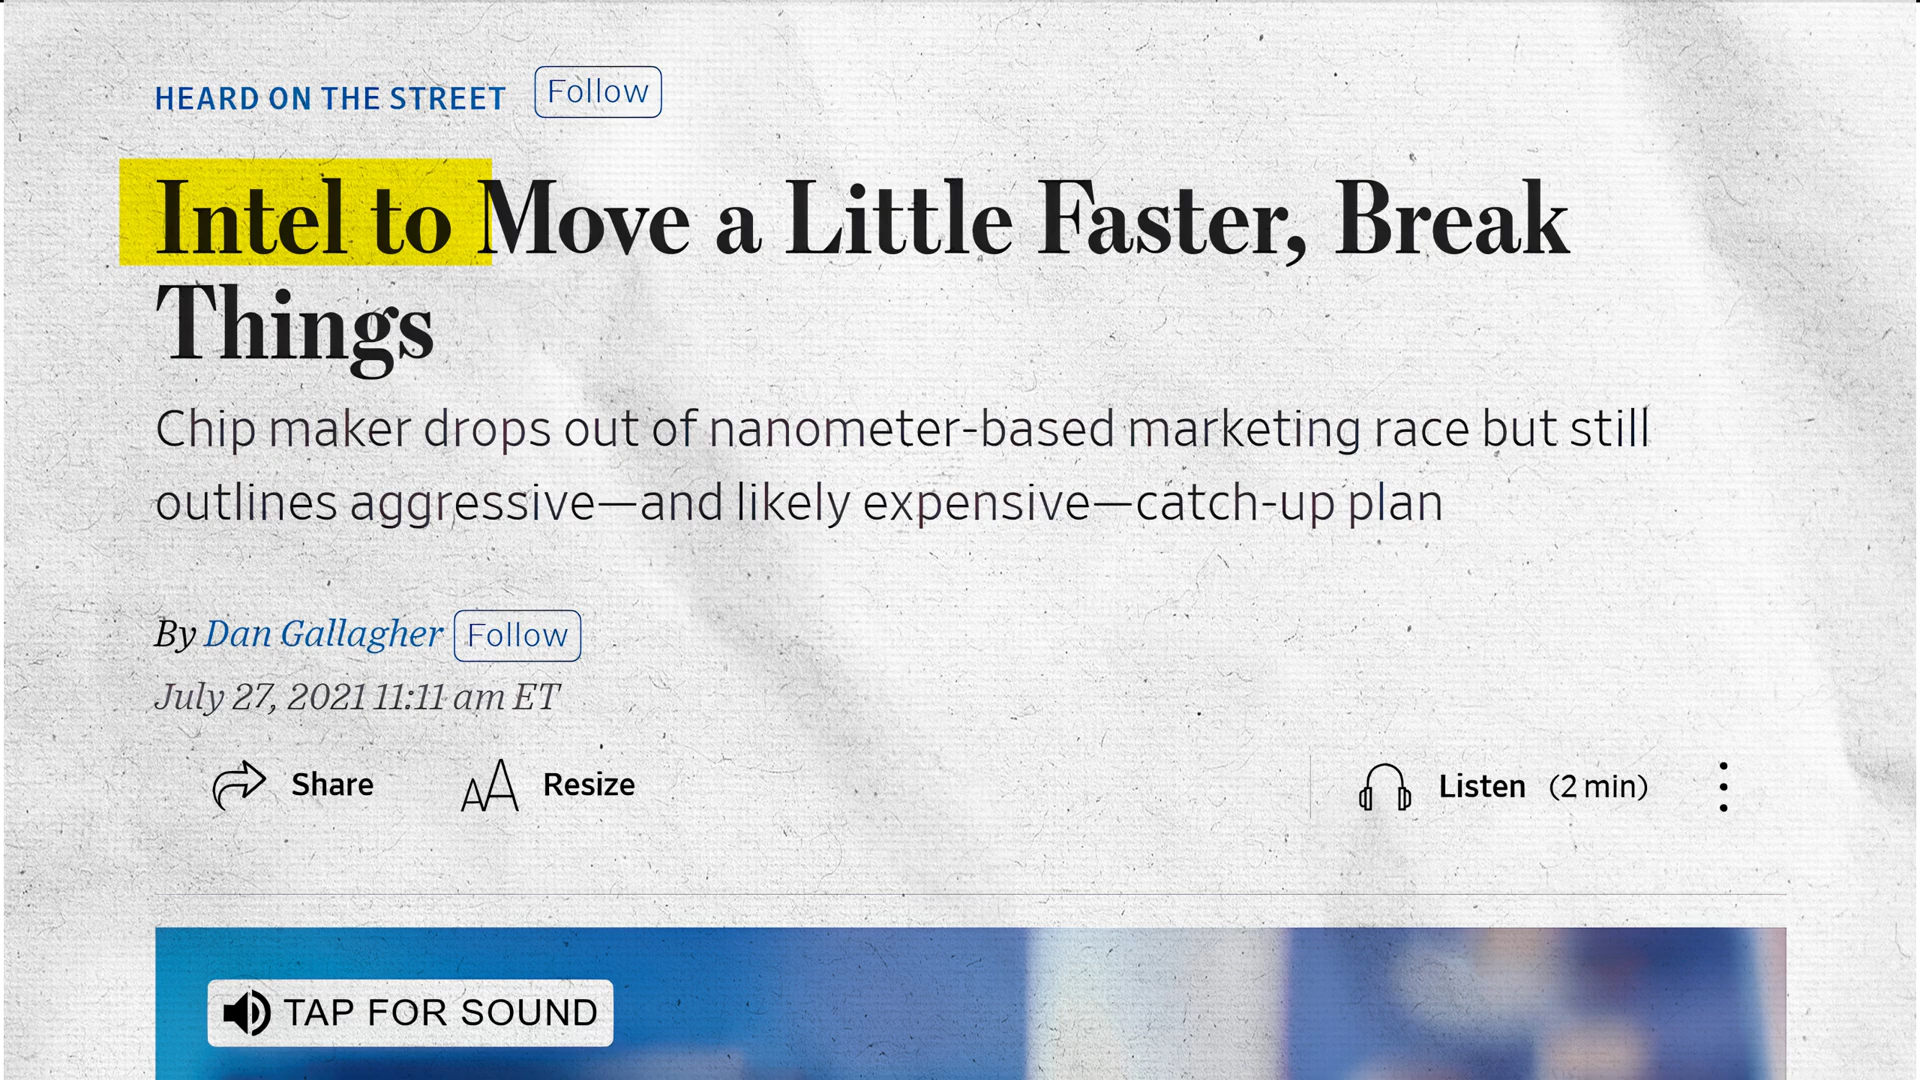 HEARD ON THE STREET Follow
Intel to Move a Little Faster, Break
Things
Chip maker drops out of nanometer-based marketing race but still
outlines aggressive—and likely expensive—catch-up plan
By Dan Gallagher Follow
July 27, 2021 11:11 am ET
Share AA Resize Listen (2 min)
TAP FOR SOUND